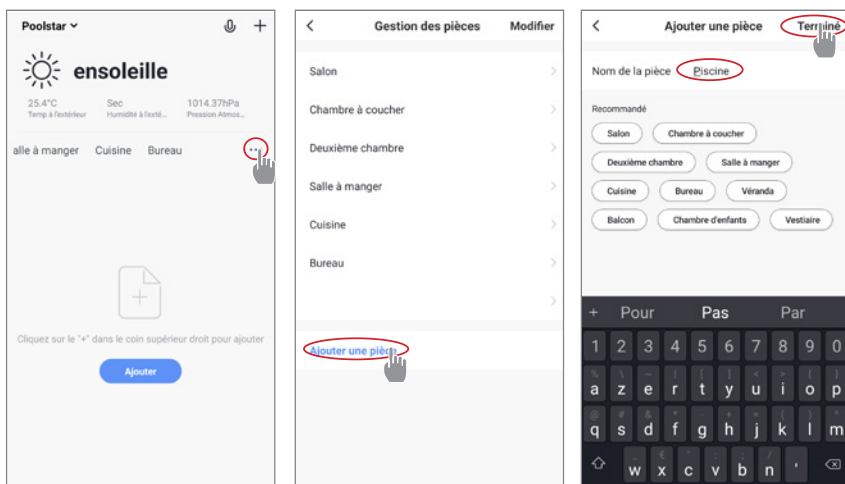 Poolstar
ensoleille
25.4°C Sec 1014.37hPa
Temp à l'extérieur Humidité à l'exté... Pression Atmos...
alle à manger Cuisine Bureau ...
Cliquez sur le "+" dans le coin supérieur droit pour ajouter
Ajouter
Gestion des pièces Modifier
Salon
Chambre à coucher
Deuxième chambre
Salle à manger
Cuisine
Bureau
Ajouter une pièce
Ajouter une pièce Terminé
Nom de la pièce Piscine
Recommandé
Salon Chambre à coucher
Deuxième chambre Salle à manger
Cuisine Bureau Véranda
Balcon Chambre d'enfants Vestiaire
+ Pour Pas Par
1 2 3 4 5 6 7 8 9 0
a z e r t y u i o p
q s d f g h j k l m
w x c v b n '